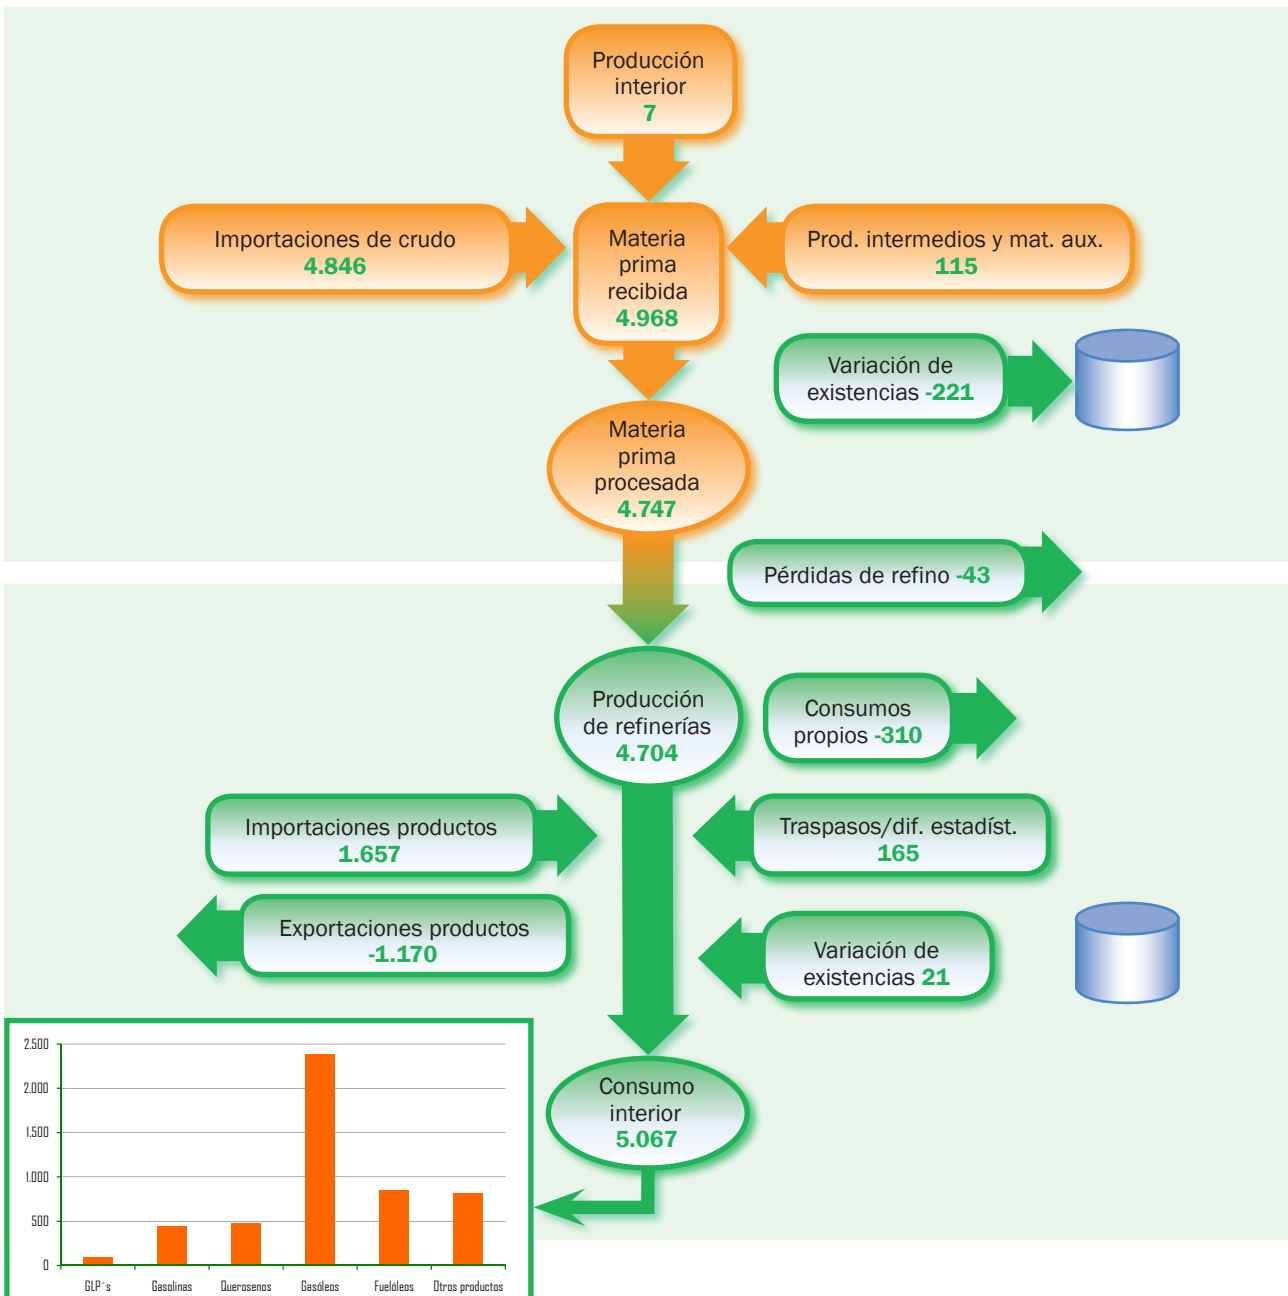 Producción
interior
7
Importaciones de crudo
4.846
Materia
prima
recibida
4.968
Prod. intermedios y mat. aux.
115
Variación de
existencias -221
Materia
prima
procesada
4.747
Pérdidas de refino -43
Producción
de refinerías
4.704
Consumos
propios -310
Importaciones productos
1.657
Traspasos/dif. estadíst.
165
Exportaciones productos
-1.170
Variación de
existencias 21
Consumo
interior
5.067
2.500
2.000
1.500
1.000
500
0
GLP´s Gasolinas Querosenos Gasóleos Fuelóleos Otros productos